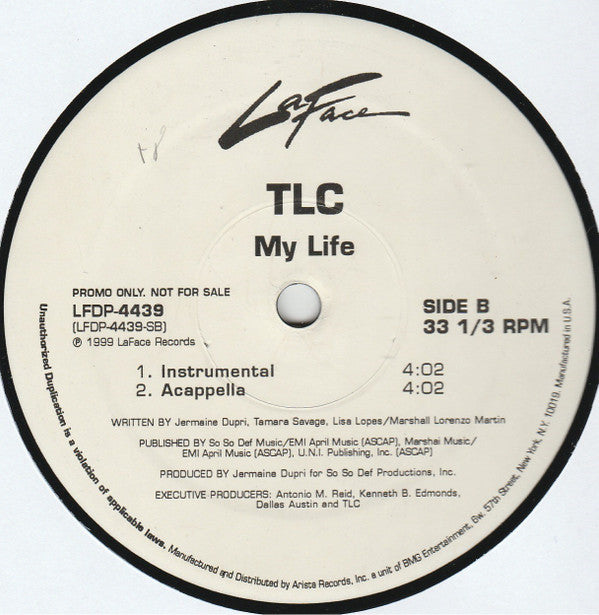 LaFace
TLC
My Life
PROMO ONLY. NOT FOR SALE
LFDP-4439
(LFDP-4439-SB)
℗ 1999 LaFace Records
SIDE B
33 1/3 RPM
1. Instrumental 4:02
2. Acappella 4:02
WRITTEN BY Jermaine Dupri, Tamara Savage, Lisa Lopes/Marshall Lorenzo Martin
PUBLISHED BY So So Def Music/EMI April Music (ASCAP), Marshai Music/
EMI April Music (ASCAP), U.N.I. Publishing, Inc. (ASCAP)
PRODUCED BY Jermaine Dupri for So So Def Productions, Inc.
EXECUTIVE PRODUCERS: Antonio M. Reid, Kenneth B. Edmonds,
Dallas Austin and TLC
Unauthorized Duplication is a violation of applicable laws. Manufactured and Distributed by Arista Records, Inc. a unit of BMG Entertainment, 6w. 57th Street, New York, N.Y. 10019. Manufactured in U.S.A.